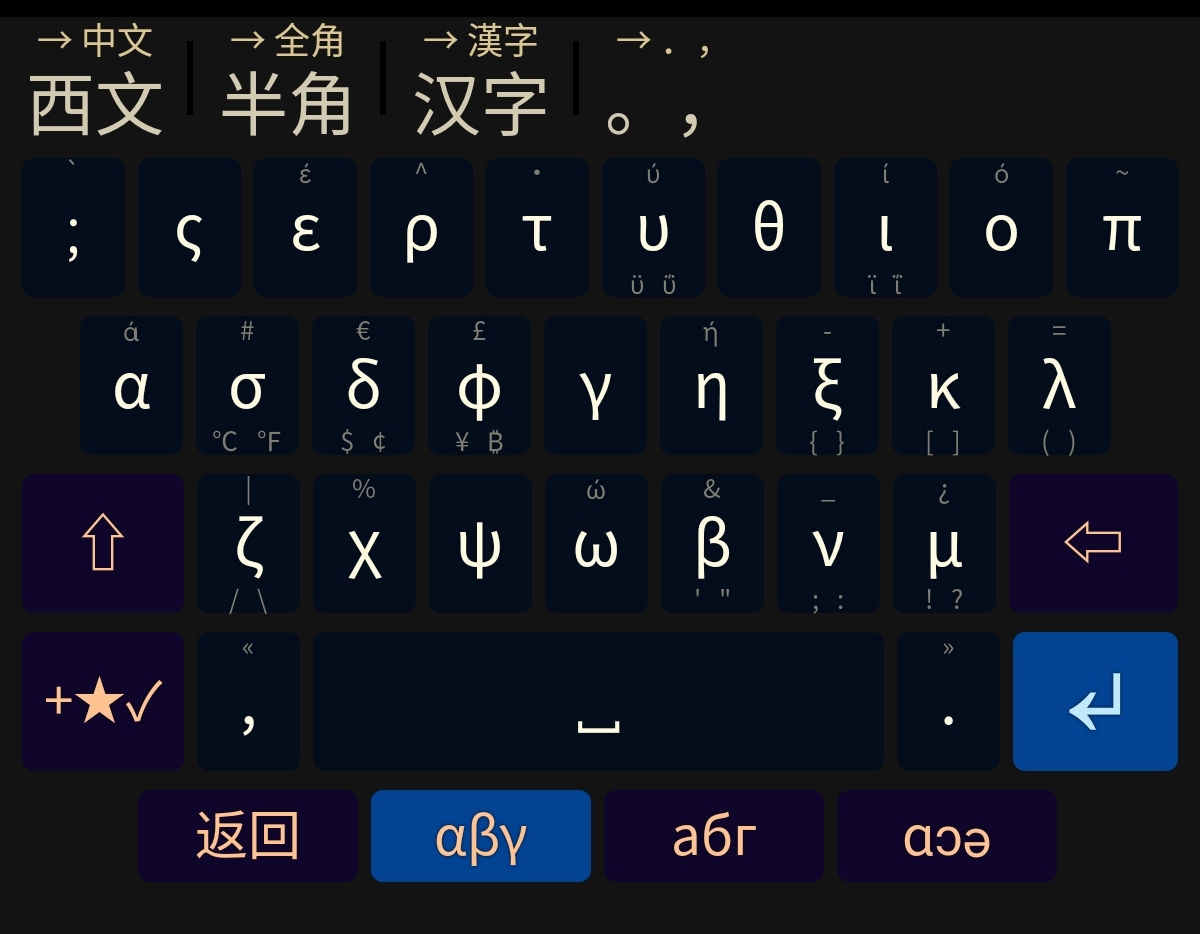 → 中文 → 全角 → 漢字 → ． ，
西文 半角 汉字 。，
` έ ^ · ύ ί ό ~
; ς ε ρ τ υ θ ι ο π
ϋ ΰ ϊ ΐ
ά # € £ ή - + =
α σ δ φ γ η ξ κ λ
℃ ℉ $ ¢ ¥ ₿ { } [ ] ( )
| % ώ & _ ¿
⇧ ζ χ ψ ω β ν μ ⇦
/ \ ' " ; : ! ?
« »
+★✓ , ⎵ . ↲
返回 αβγ абг ɑɔə